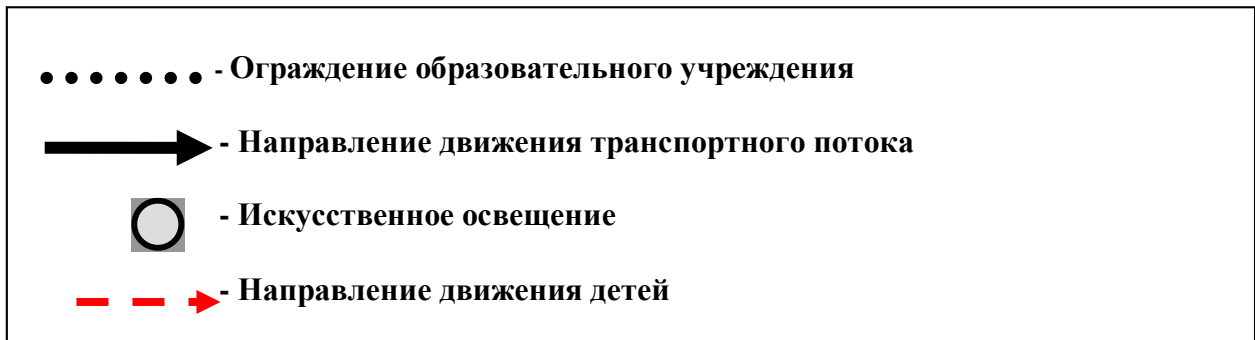 - Ограждение образовательного учреждения
- Направление движения транспортного потока
- Искусственное освещение
- Направление движения детей